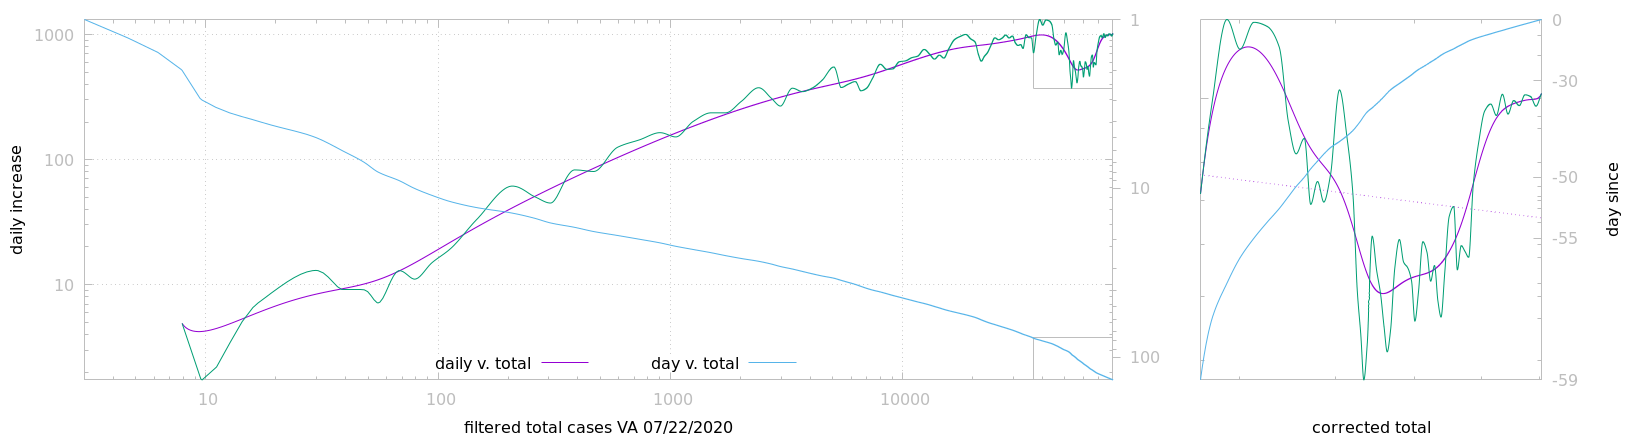 1000
100
10
daily increase
10
100
1000
10000
filtered total cases VA 07/22/2020
daily v. total
day v. total
1
10
100
0
-30
-50
-55
-59
day since
corrected total